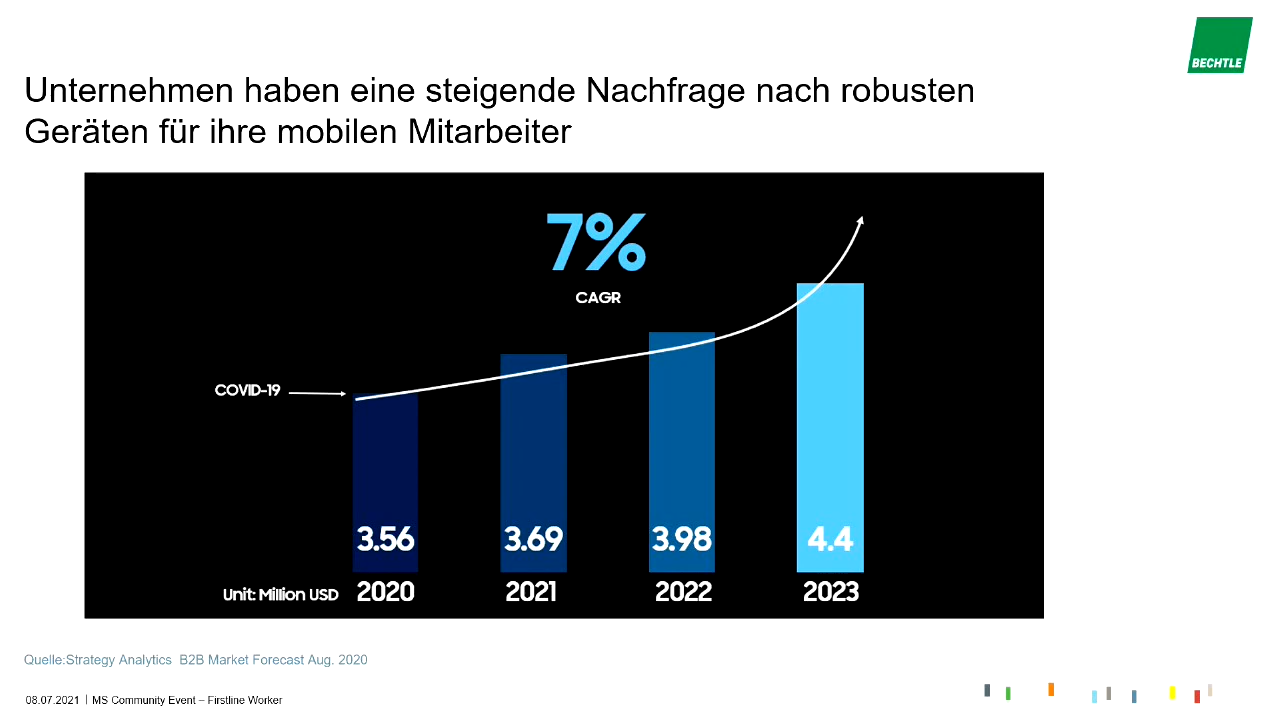 BECHTLE
Unternehmen haben eine steigende Nachfrage nach robusten
Geräten für ihre mobilen Mitarbeiter
7%
CAGR
COVID-19
3.56 3.69 3.98 4.4
Unit: Million USD 2020 2021 2022 2023
Quelle:Strategy Analytics B2B Market Forecast Aug. 2020
08.07.2021 | MS Community Event – Firstline Worker